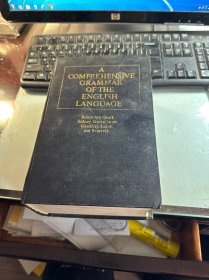 A
COMPREHENSIVE
GRAMMAR
OF THE
ENGLISH
LANGUAGE
Randolph Quirk
Sidney Greenbaum
Geoffrey Leech
Jan Svartvik